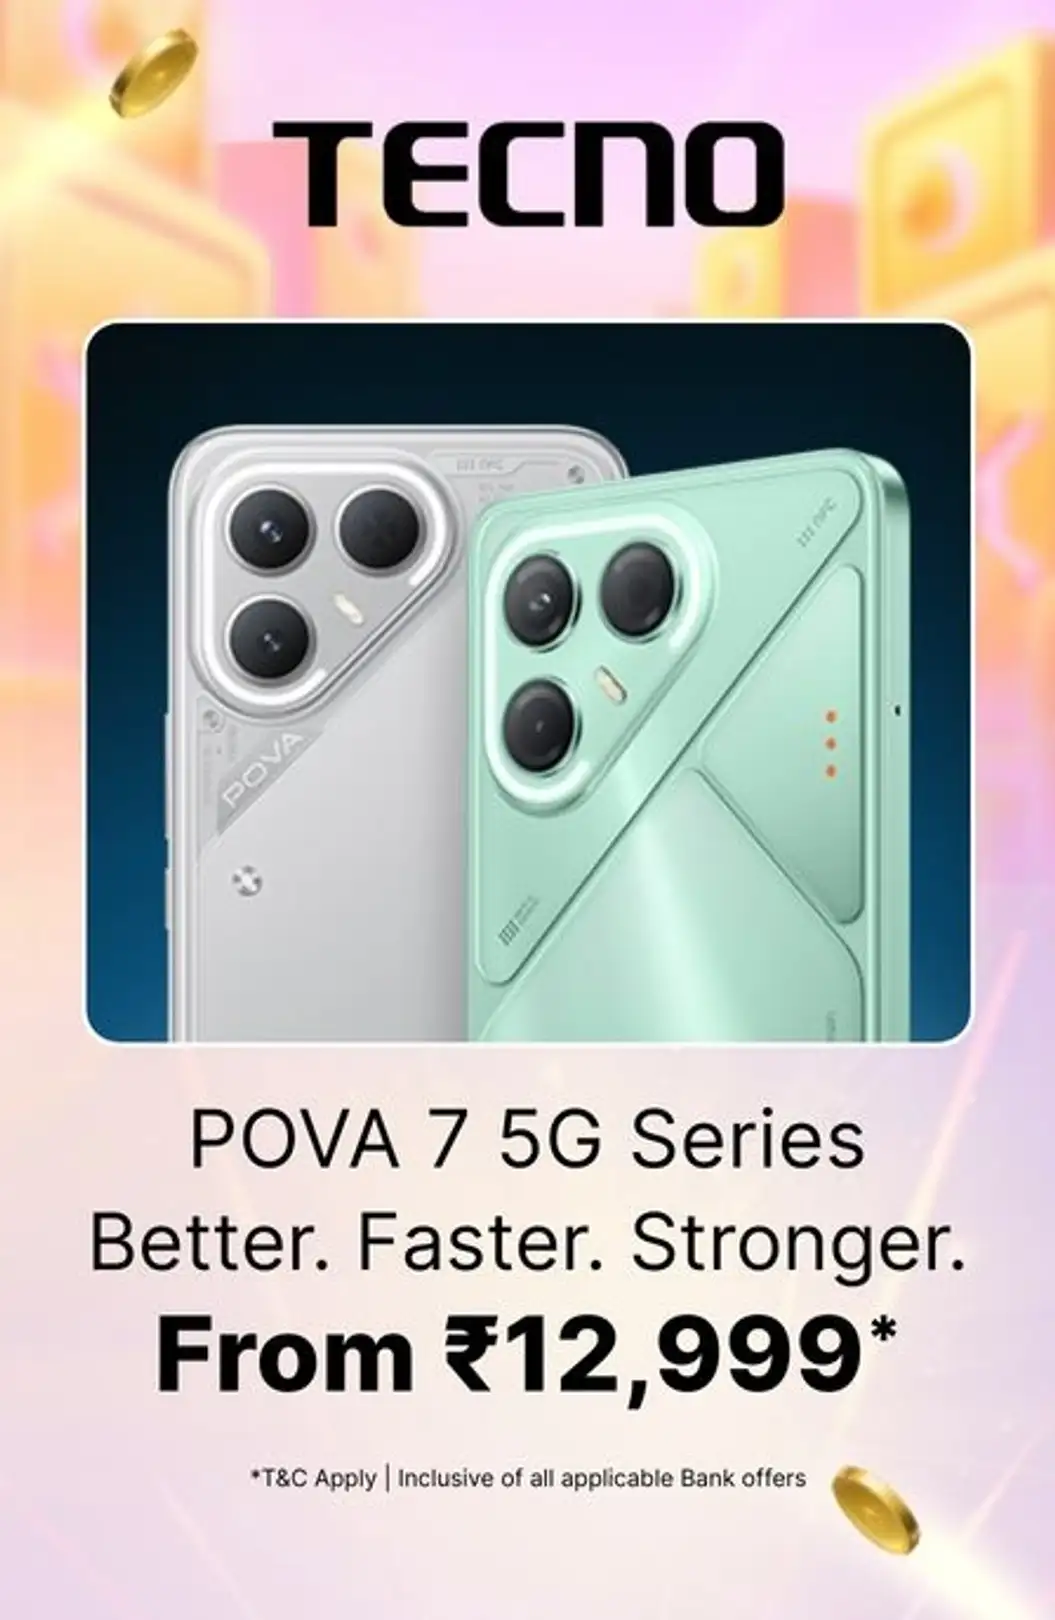 TECNO
POVA
POVA 7 5G Series
Better. Faster. Stronger.
From ₹12,999*
*T&C Apply | Inclusive of all applicable Bank offers